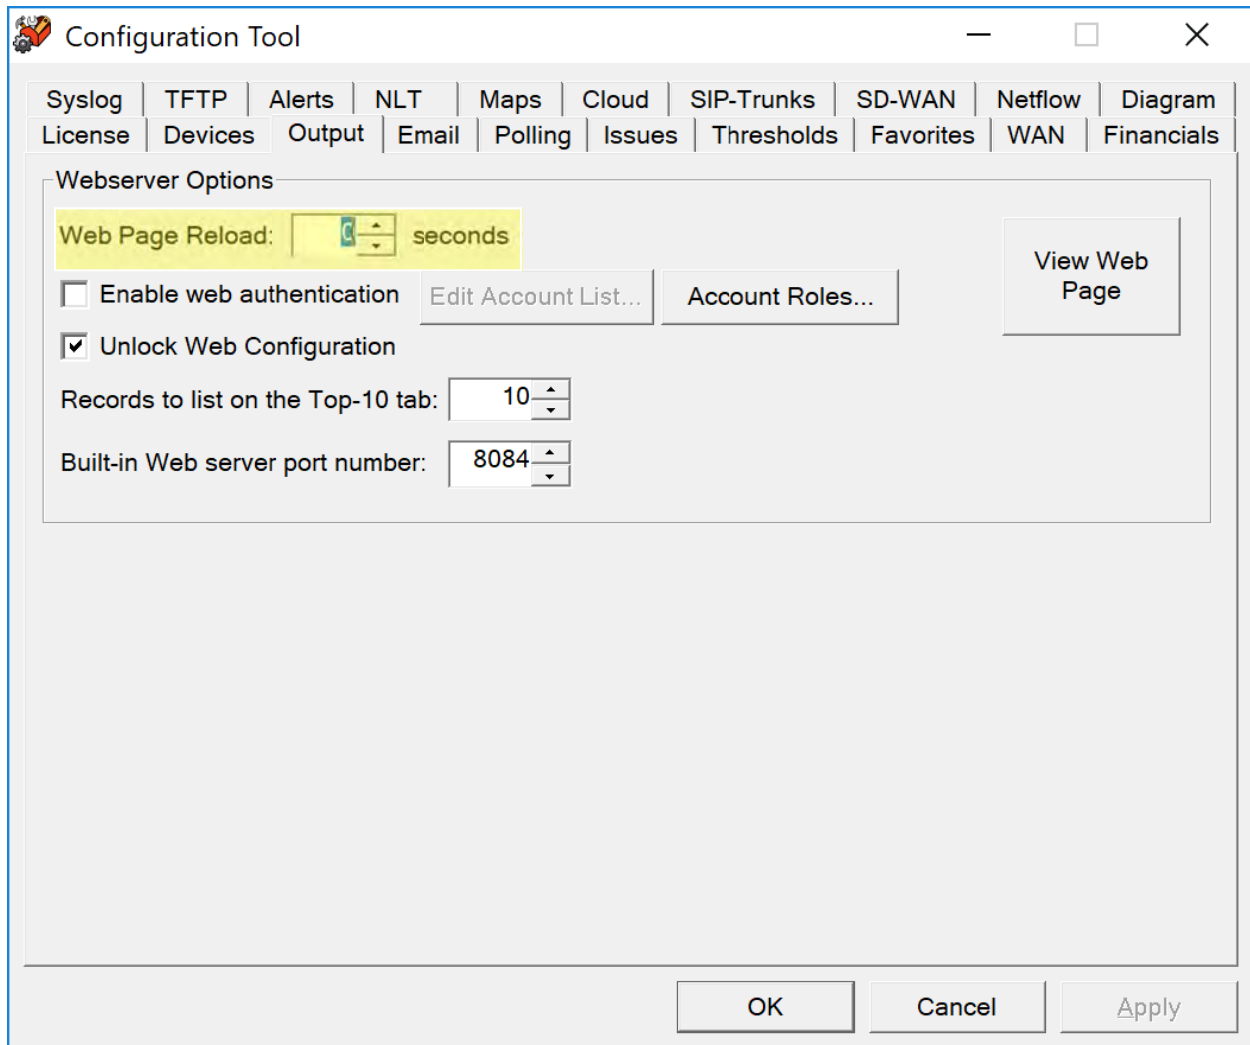 Configuration Tool
Syslog TFTP Alerts NLT Maps Cloud SIP-Trunks SD-WAN Netflow Diagram
License Devices Output Email Polling Issues Thresholds Favorites WAN Financials
Webserver Options
Web Page Reload: seconds
View Web
Page
Enable web authentication Edit Account List... Account Roles...
Unlock Web Configuration
Records to list on the Top-10 tab: 10
Built-in Web server port number: 8084
OK Cancel Apply